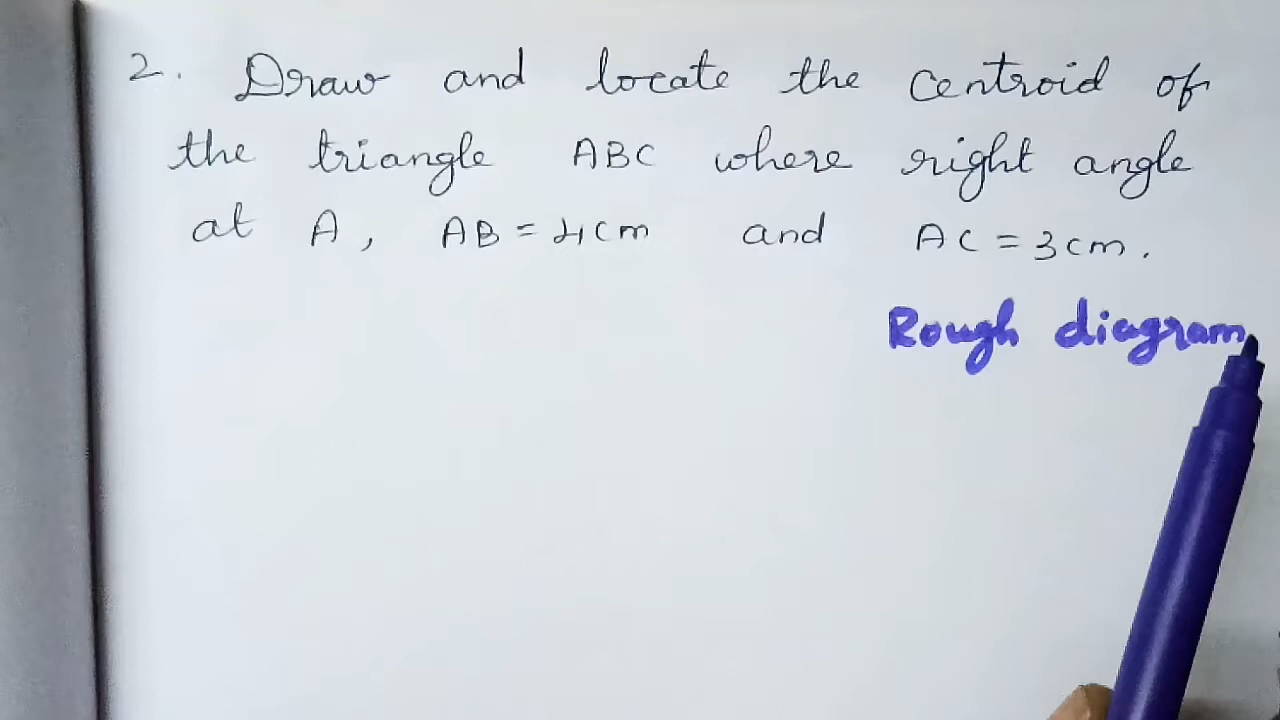 2. Draw and locate the centroid of
the triangle ABC where right angle
at A, AB = 4cm and AC = 3cm.
Rough diagram